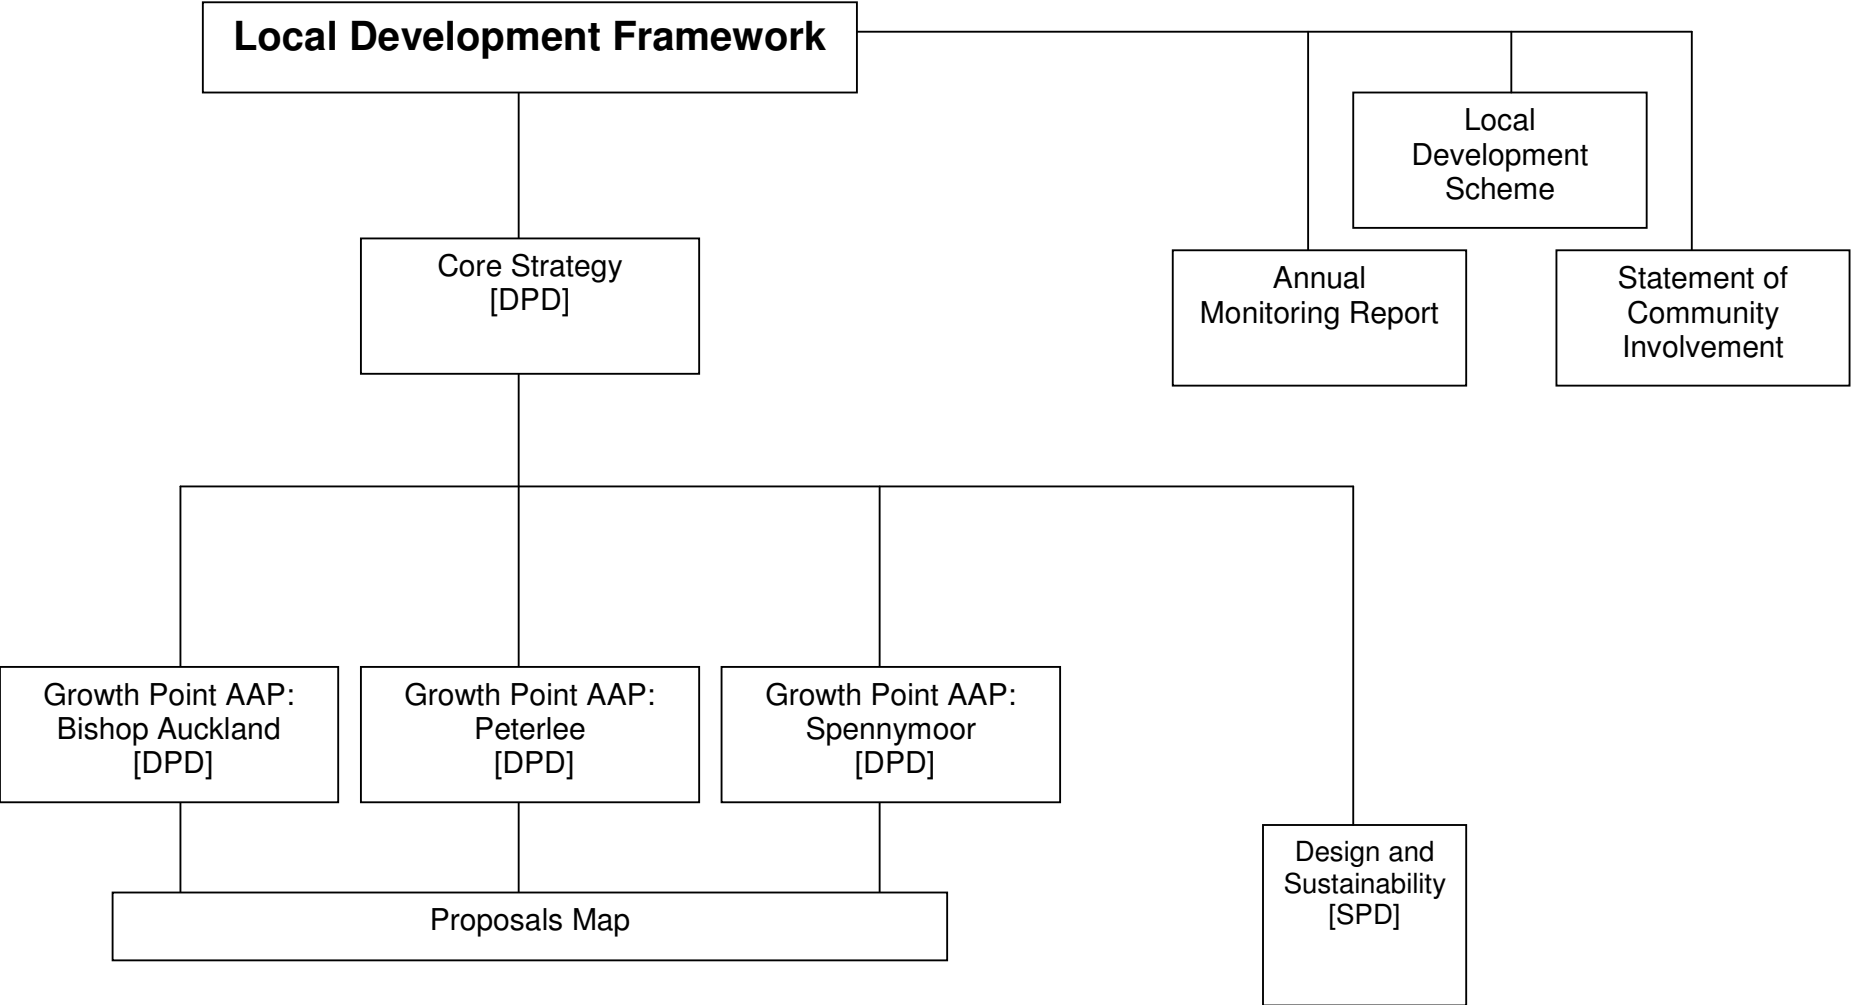 Local Development Framework
Local
Development
Scheme
Core Strategy
[DPD]
Annual
Monitoring Report
Statement of
Community
Involvement
Growth Point AAP:
Bishop Auckland
[DPD]
Growth Point AAP:
Peterlee
[DPD]
Growth Point AAP:
Spennymoor
[DPD]
Design and
Sustainability
[SPD]
Proposals Map